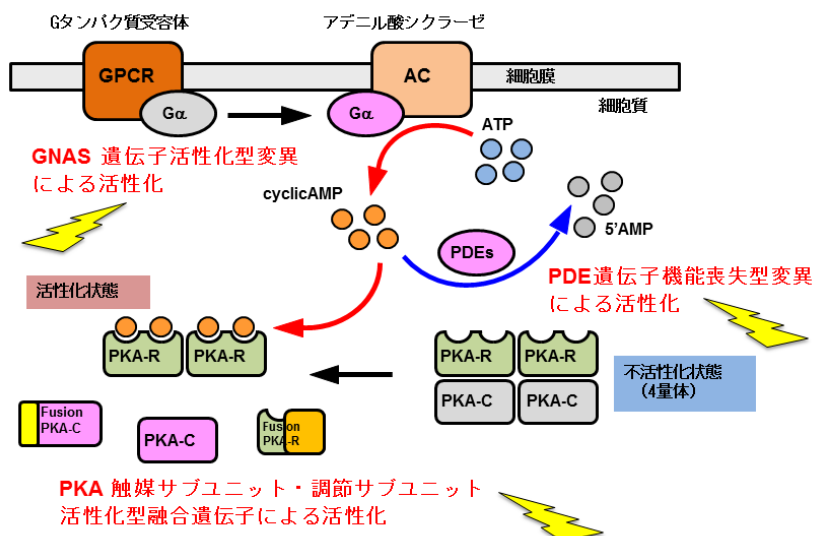 Gタンパク質受容体
アデニル酸シクラーゼ
GPCR
AC
細胞膜
Gα
Gα
細胞質
ATP
GNAS 遺伝子活性化型変異
による活性化
cyclicAMP
PDEs
5'AMP
PDE遺伝子機能喪失型変異
による活性化
活性化状態
PKA-R
PKA-R
PKA-R
PKA-R
不活性化状態
（4量体）
PKA-C
PKA-C
Fusion
PKA-C
PKA-C
Fusion
PKA-R
PKA 触媒サブユニット・調節サブユニット
活性化型融合遺伝子による活性化